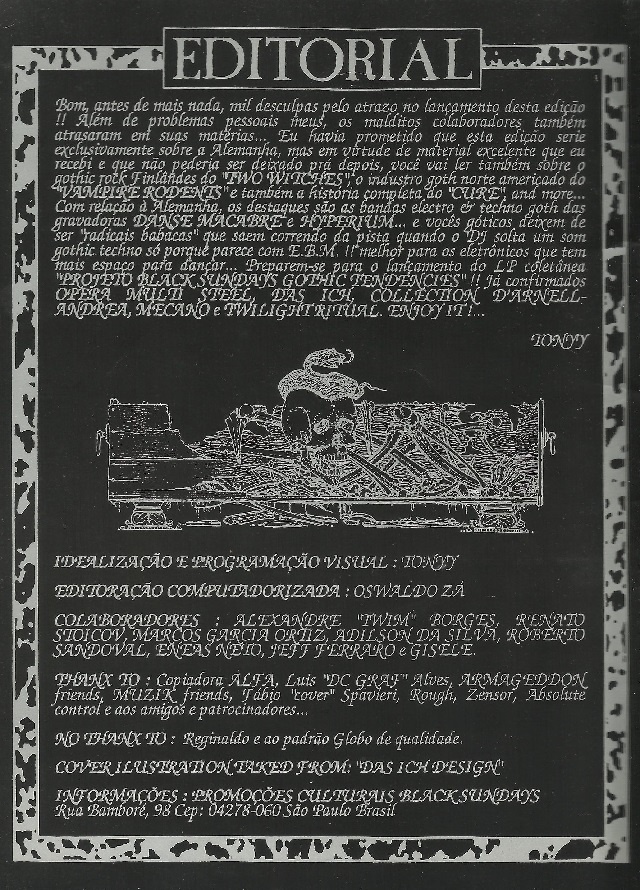 EDITORIAL
Bom, antes de mais nada, mil desculpas pelo atrazo no lançamento desta edição
!! Além de problemas pessoais meus, os malditos colaboradores também
atrasaram em suas matérias... Eu havia prometido que esta edição serie
exclusivamente sobre a Alemanha, mas em virtude de material excelente que eu
recebi e que não pederia ser deixado prá depois, você vai ler também sobre o
gothic rock Finlândes do "TWO WITCHES", o industro goth norte americado do
"VAMPIRE RODENTS" e também a história completa do "CURE", and more...
Com relação à Alemanha, os destaques são as bandas electro & techno goth das
gravadoras DANSE MACABRE e HYPERIUM... e vocês góticos deixem de
ser "radicais babacas" que saem correndo da pista quando o DJ solta um som
gothic techno só porque parece com E.B.M. !! melhor para os eletrônicos que tem
mais espaço para dançar... Preparem-se para o lançamento do LP coletânea
"PROJETO BLACK SUNDAYS GOTHIC TENDENCIES" !! Já confirmados
OPERA MULTI STEEL, DAS ICH, COLLECTION D'ARNELL-
ANDREA, MECANO e TWILIGHT RITUAL. ENJOY IT !...
TONYY
IDEALIZAÇÃO E PROGRAMAÇÃO VISUAL : TONYY
EDITORAÇÃO COMPUTADORIZADA : OSWALDO ZÁ
COLABORADORES : ALEXANDRE "TWIM" BORGES, RENATO
STOICOV, MARCOS GARCIA ORTIZ, ADILSON DA SILVA, ROBERTO
SANDOVAL, ENEAS NETO, JEFF FERRARO e GISELE.
THANX TO : Copiadora ALFA, Luis "DC GRAF" Alves, ARMAGEDDON
friends, MUZIK friends, Fábio "cover" Spavieri, Rough, Zensor, Absolute
control e aos amigos e patrocinadores...
NO THANX TO : Reginaldo e ao padrão Globo de qualidade.
COVER ILUSTRATION TAKED FROM: "DAS ICH DESIGN"
INFORMAÇÕES : PROMOÇÕES CULTURAIS BLACK SUNDAYS
Rua Bamboré, 98 Cep: 04278-060 São Paulo Brasil